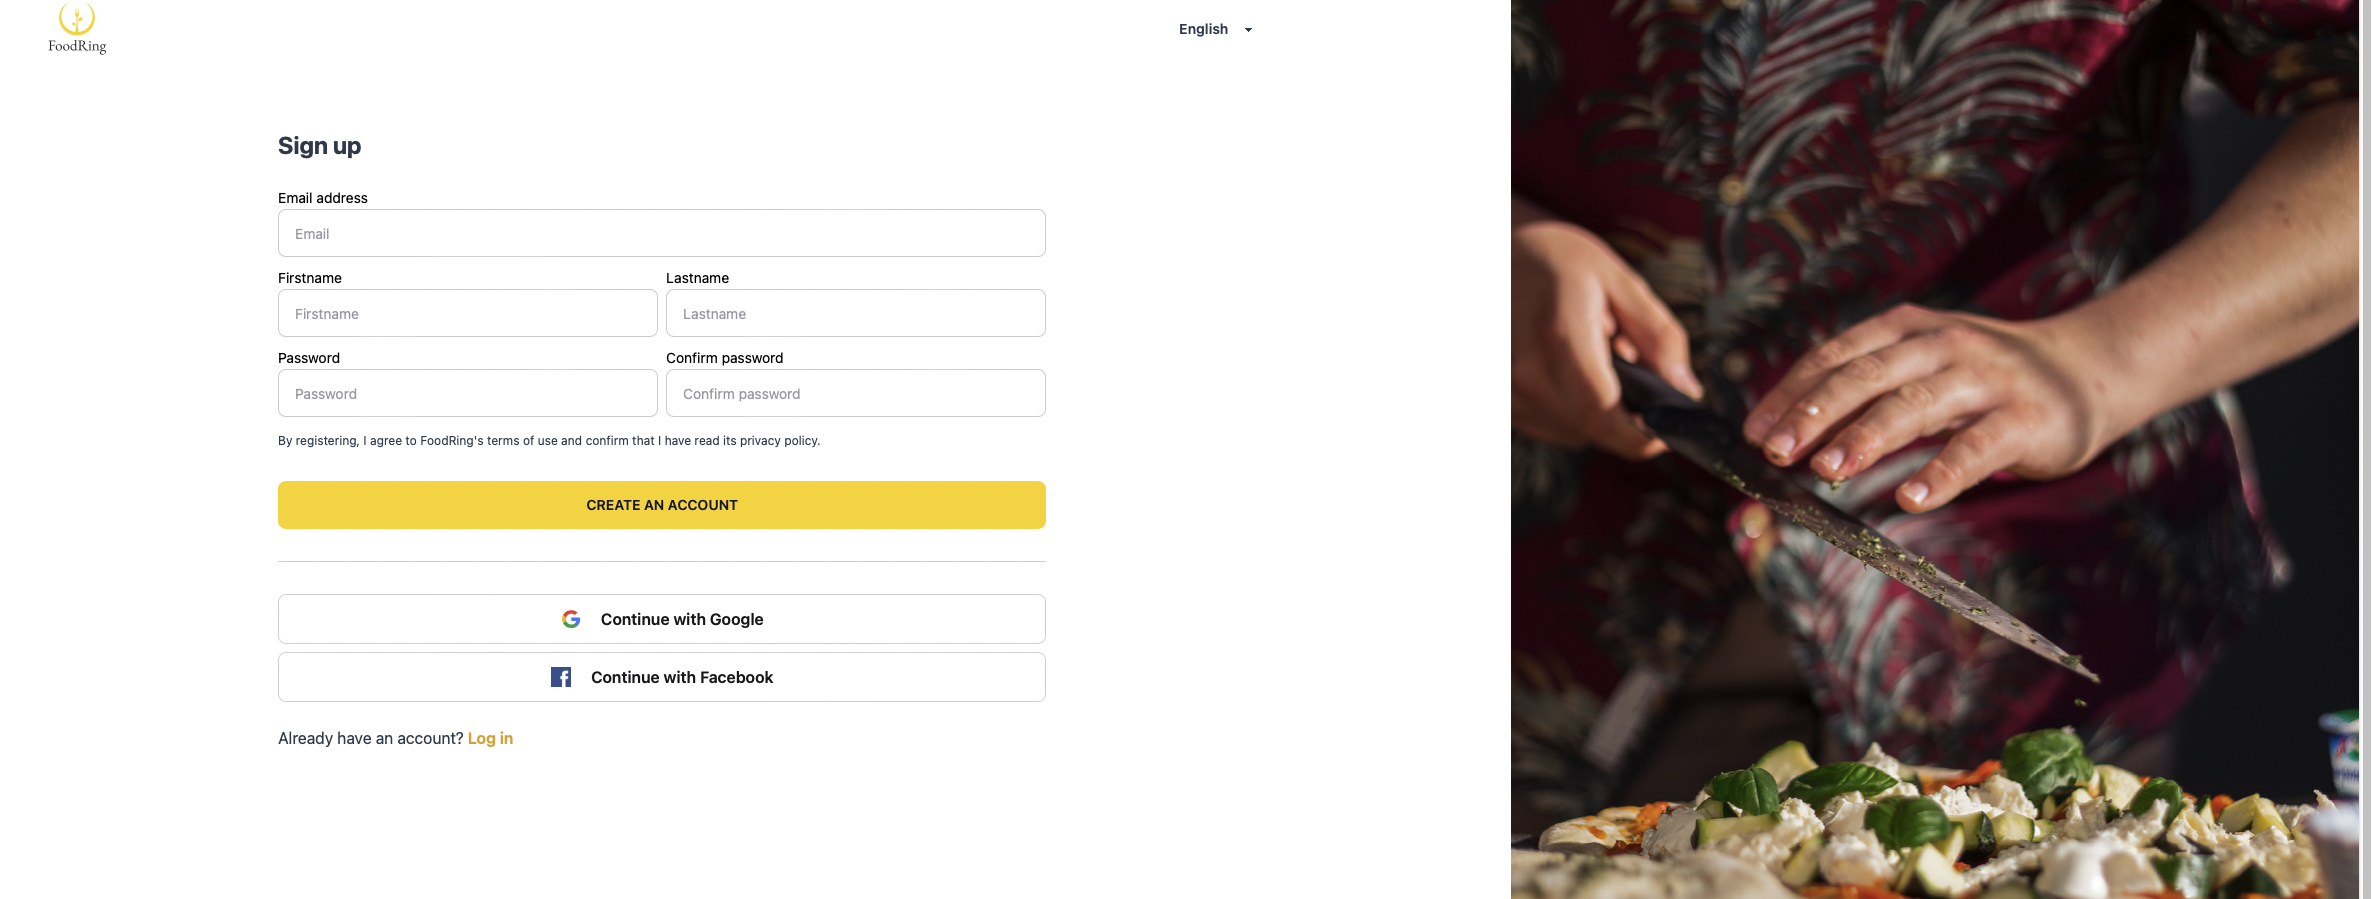 FoodRing
English
Sign up
Email address
Email
Firstname
Lastname
Firstname
Lastname
Password
Confirm password
Password
Confirm password
By registering, I agree to FoodRing's terms of use and confirm that I have read its privacy policy.
CREATE AN ACCOUNT
Continue with Google
Continue with Facebook
Already have an account? Log in